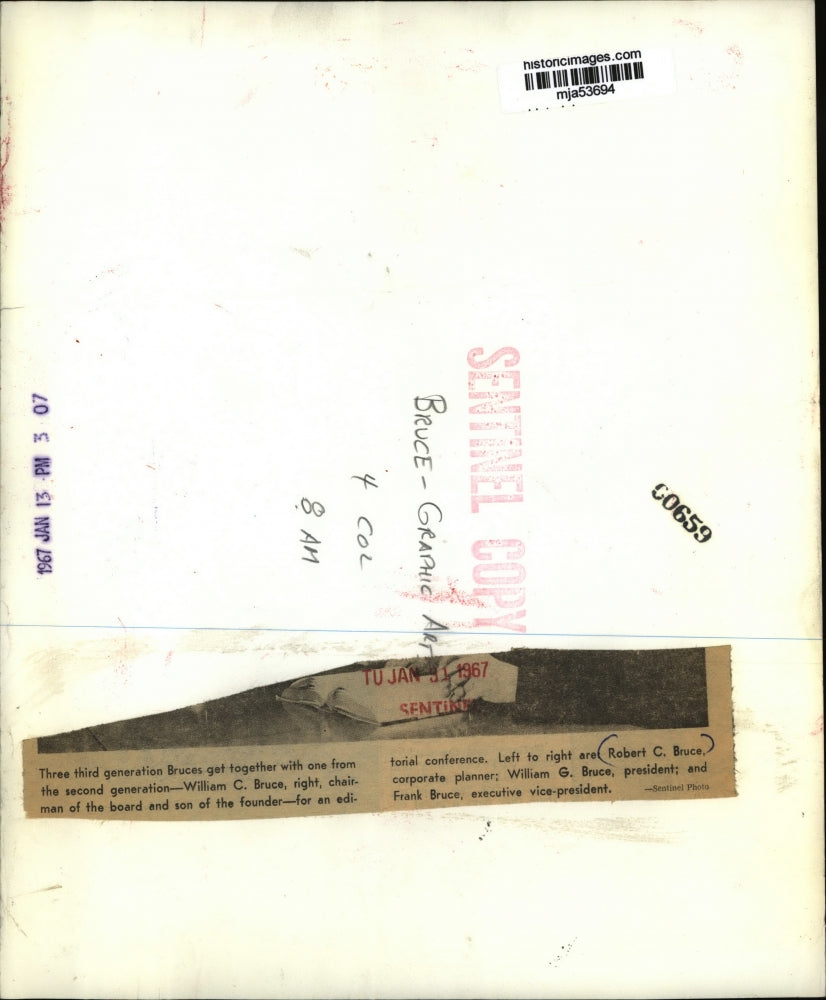 historicimages.com
mja53694
1967 JAN 13 PM 3 07
SENTINEL COPY
BRUCE - GRAPHIC ART
4 COL
8 AM
C0659
TU JAN 31 1967
SENTINEL
Three third generation Bruces get together with one from
the second generation—William C. Bruce, right, chair-
man of the board and son of the founder—for an edi-
torial conference. Left to right are: Robert C. Bruce,
corporate planner; William G. Bruce, president; and
Frank Bruce, executive vice-president.
—Sentinel Photo